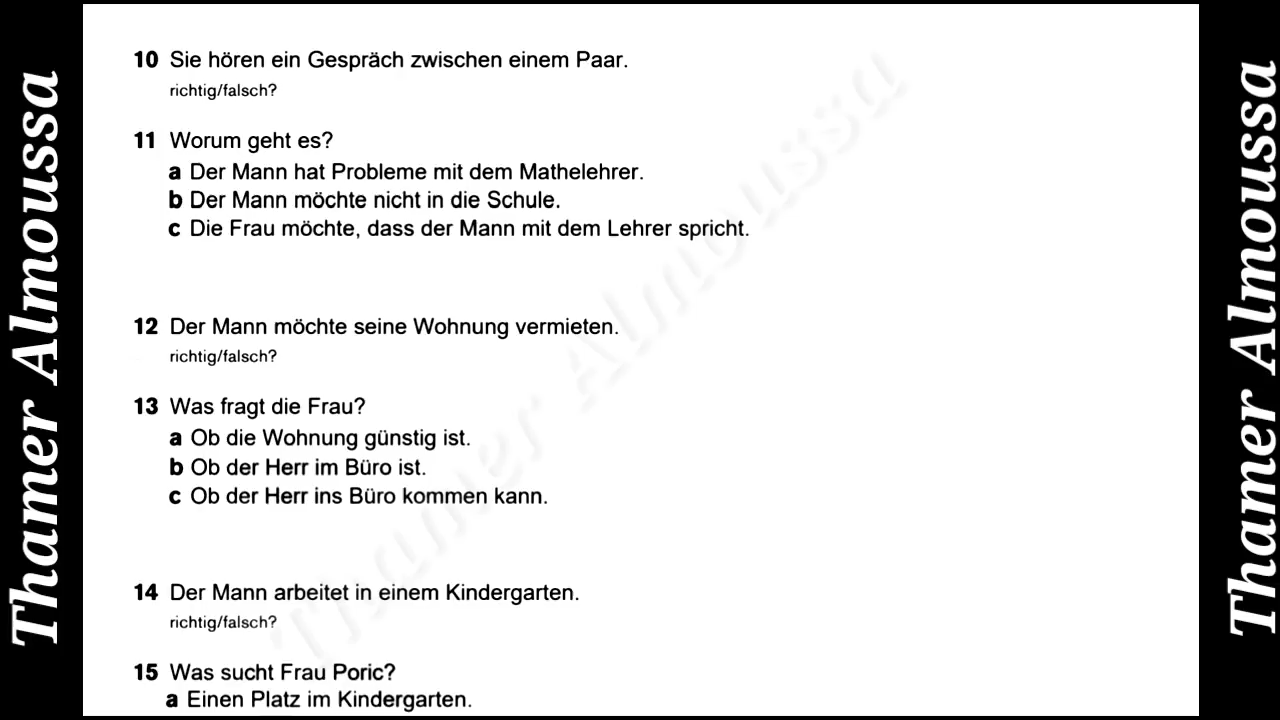 Thamer Almoussa
10 Sie hören ein Gespräch zwischen einem Paar.
richtig/falsch?
11 Worum geht es?
a Der Mann hat Probleme mit dem Mathelehrer.
b Der Mann möchte nicht in die Schule.
c Die Frau möchte, dass der Mann mit dem Lehrer spricht.
12 Der Mann möchte seine Wohnung vermieten.
richtig/falsch?
13 Was fragt die Frau?
a Ob die Wohnung günstig ist.
b Ob der Herr im Büro ist.
c Ob der Herr ins Büro kommen kann.
14 Der Mann arbeitet in einem Kindergarten.
richtig/falsch?
15 Was sucht Frau Poric?
a Einen Platz im Kindergarten.
Thamer Almoussa
Thamer Almoussa